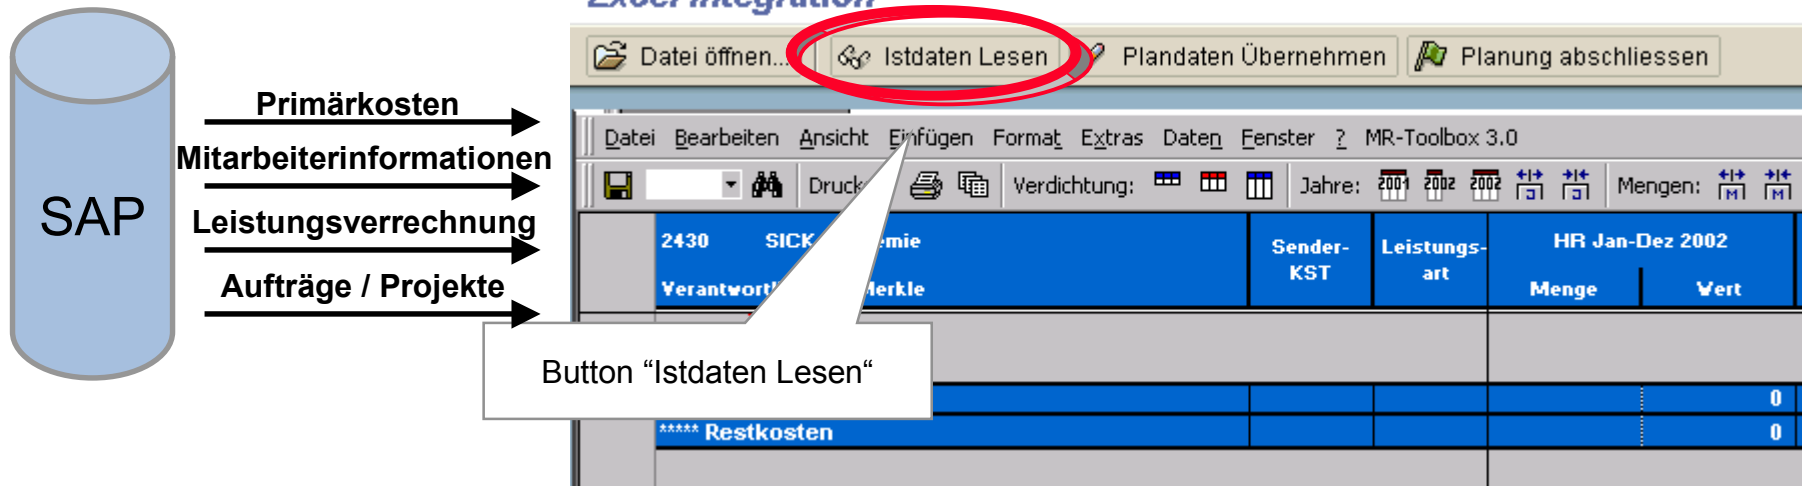 Excel Integration
Datei öffnen... Istdaten Lesen Plandaten Übernehmen Planung abschliessen
Primärkosten
Mitarbeiterinformationen
Leistungsverrechnung
Aufträge / Projekte
SAP
Datei Bearbeiten Ansicht Einfügen Format Extras Daten Fenster ? MR-Toolbox 3.0
Verdichtung: Jahre: 2001 2002 2002 Mengen:
2430 SICK
Sender-
KST
Leistungs-
art
HR Jan-Dez 2002
Menge Wert
Button “Istdaten Lesen“
0
***** Restkosten 0